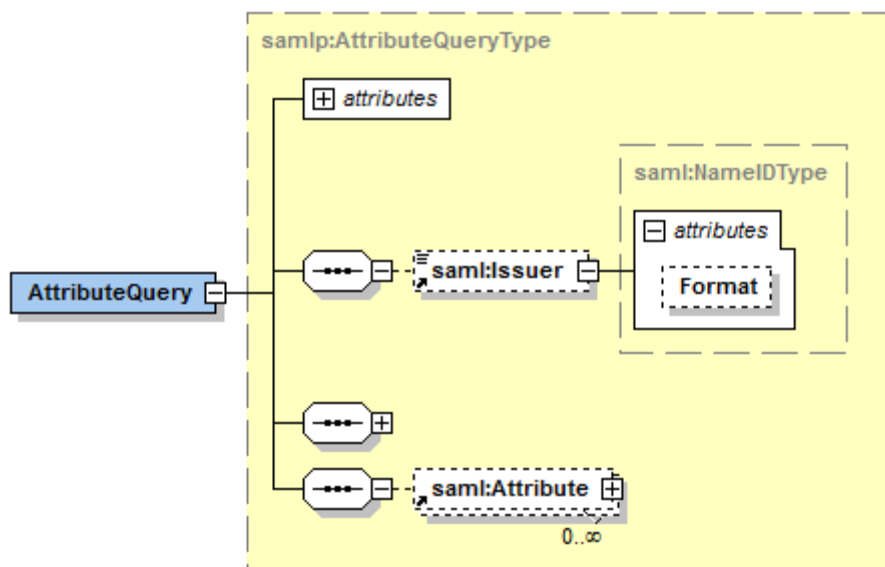 samlp:AttributeQueryType
attributes
saml:NameIDType
attributes
saml:Issuer
Format
AttributeQuery
saml:Attribute
0..∞